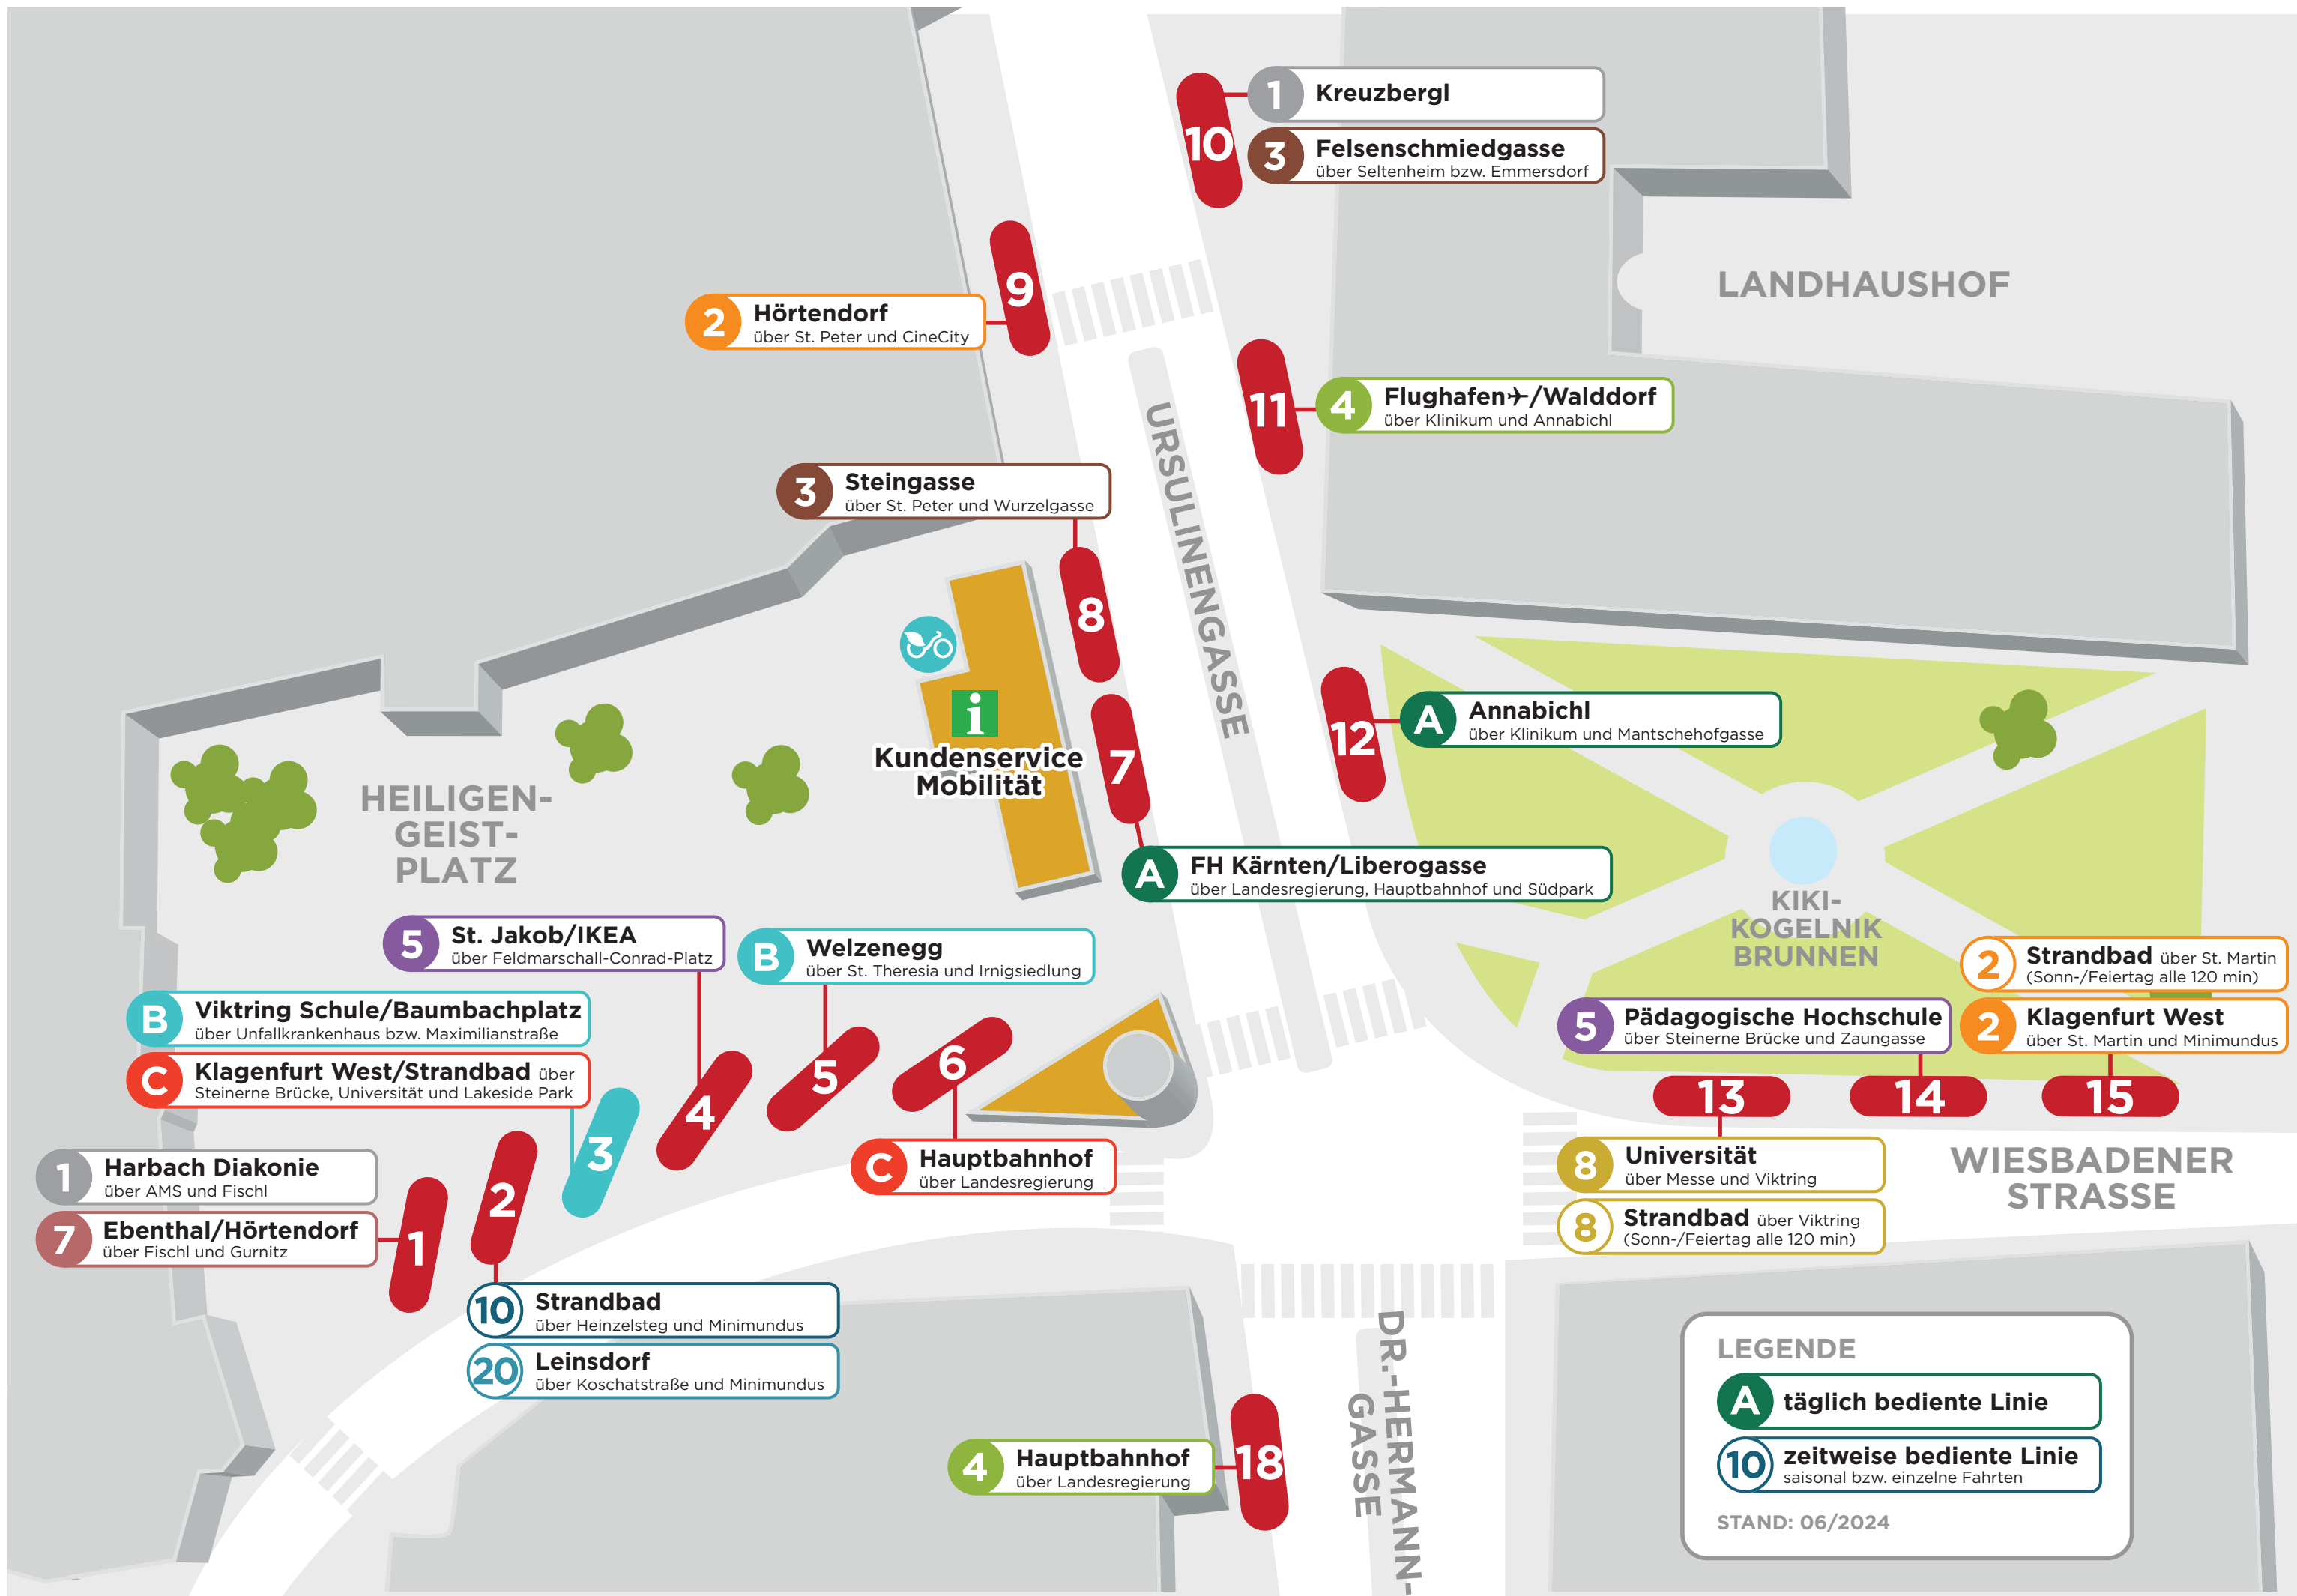 10
1
Kreuzbergl
3
Felsenschmiedgasse
über Seltenheim bzw. Emmersdorf
LANDHAUSHOF
9
2
Hörtendorf
über St. Peter und CineCity
11
4
Flughafen✈/Walddorf
über Klinikum und Annabichl
URSULINENGASSE
3
Steingasse
über St. Peter und Wurzelgasse
8
i
Kundenservice
Mobilität
7
12
A
Annabichl
über Klinikum und Mantschehofgasse
HEILIGEN-
GEIST-
PLATZ
A
FH Kärnten/Liberogasse
über Landesregierung, Hauptbahnhof und Südpark
KIKI-
KOGELNIK
BRUNNEN
5
St. Jakob/IKEA
über Feldmarschall-Conrad-Platz
B
Welzenegg
über St. Theresia und Irnigsiedlung
2
Strandbad über St. Martin
(Sonn-/Feiertag alle 120 min)
B
Viktring Schule/Baumbachplatz
über Unfallkrankenhaus bzw. Maximilianstraße
C
Klagenfurt West/Strandbad über
Steinerne Brücke, Universität und Lakeside Park
5
Pädagogische Hochschule
über Steinerne Brücke und Zaungasse
2
Klagenfurt West
über St. Martin und Minimundus
6
5
4
3
13
14
15
1
Harbach Diakonie
über AMS und Fischl
7
Ebenthal/Hörtendorf
über Fischl und Gurnitz
1
2
C
Hauptbahnhof
über Landesregierung
8
Universität
über Messe und Viktring
8
Strandbad über Viktring
(Sonn-/Feiertag alle 120 min)
WIESBADENER
STRASSE
10
Strandbad
über Heinzelsteg und Minimundus
20
Leinsdorf
über Koschatstraße und Minimundus
4
Hauptbahnhof
über Landesregierung
18
DR.-HERMANN-
GASSE
LEGENDE
A
täglich bediente Linie
10
zeitweise bediente Linie
saisonal bzw. einzelne Fahrten
STAND: 06/2024